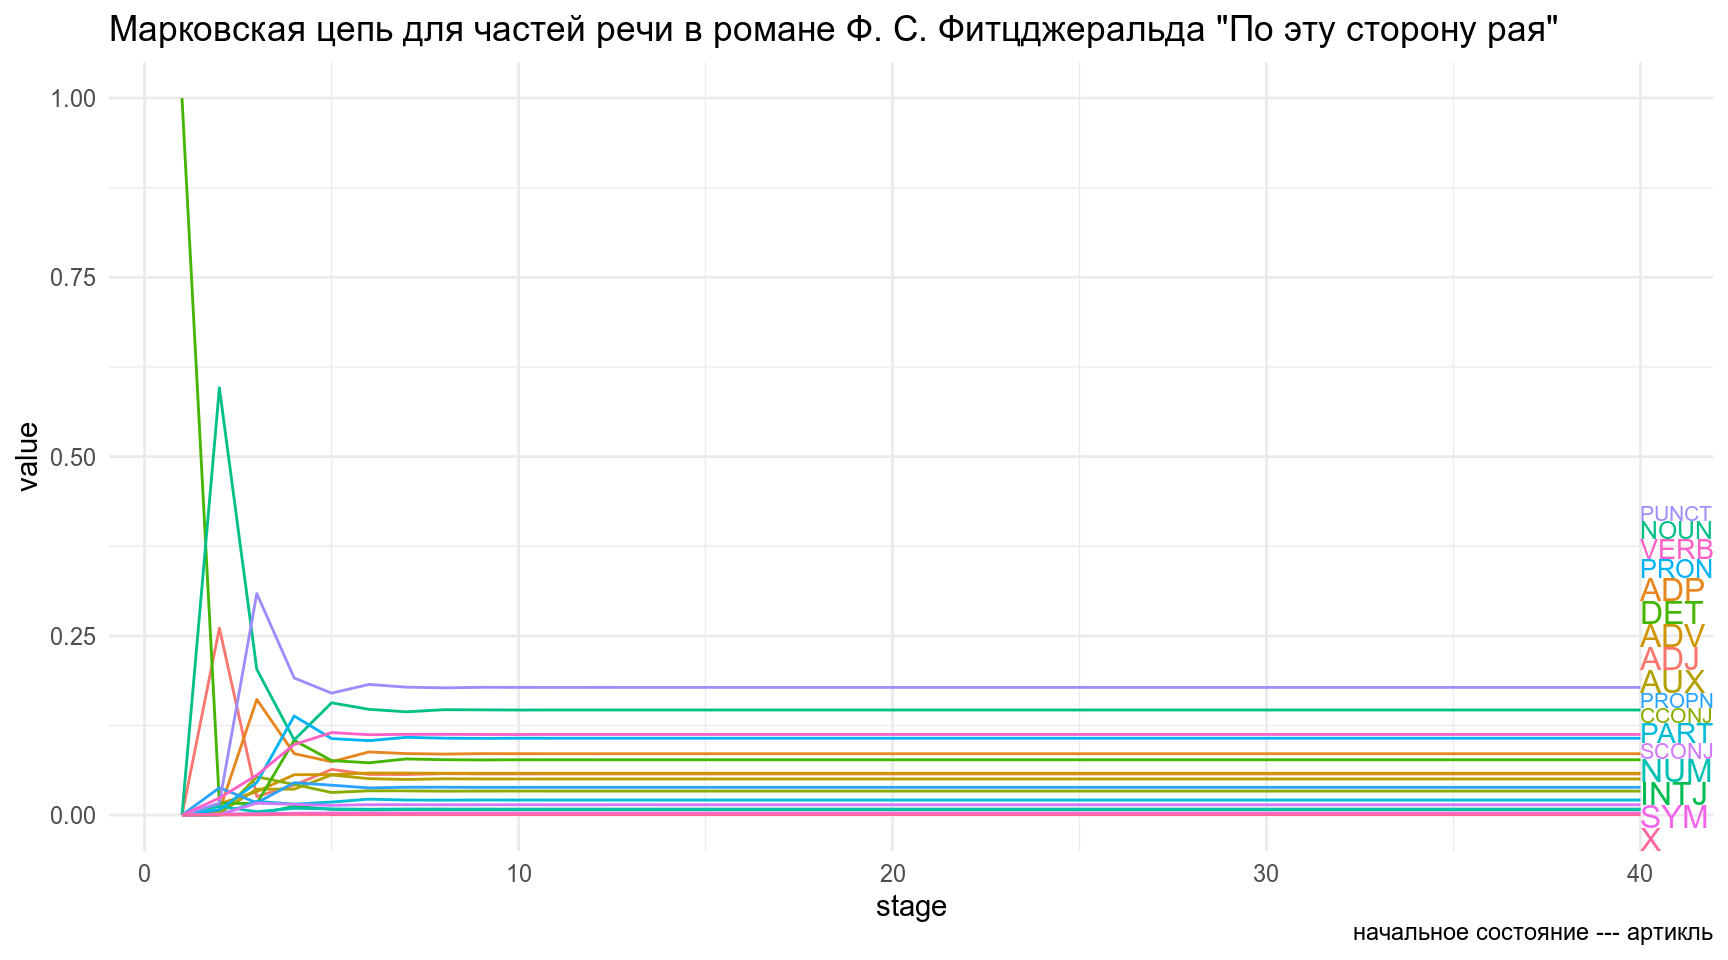 Марковская цепь для частей речи в романе Ф. С. Фитцджеральда "По эту сторону рая"
1.00
0.75
0.50
0.25
0.00
value
PUNCT
NOUN
VERB
PRON
ADP
DET
ADV
ADJ
AUX
PROPN
CCONJ
PART
SCONJ
NUM
INTJ
SYM
X
0 10 20 30 40
stage
начальное состояние --- артикль